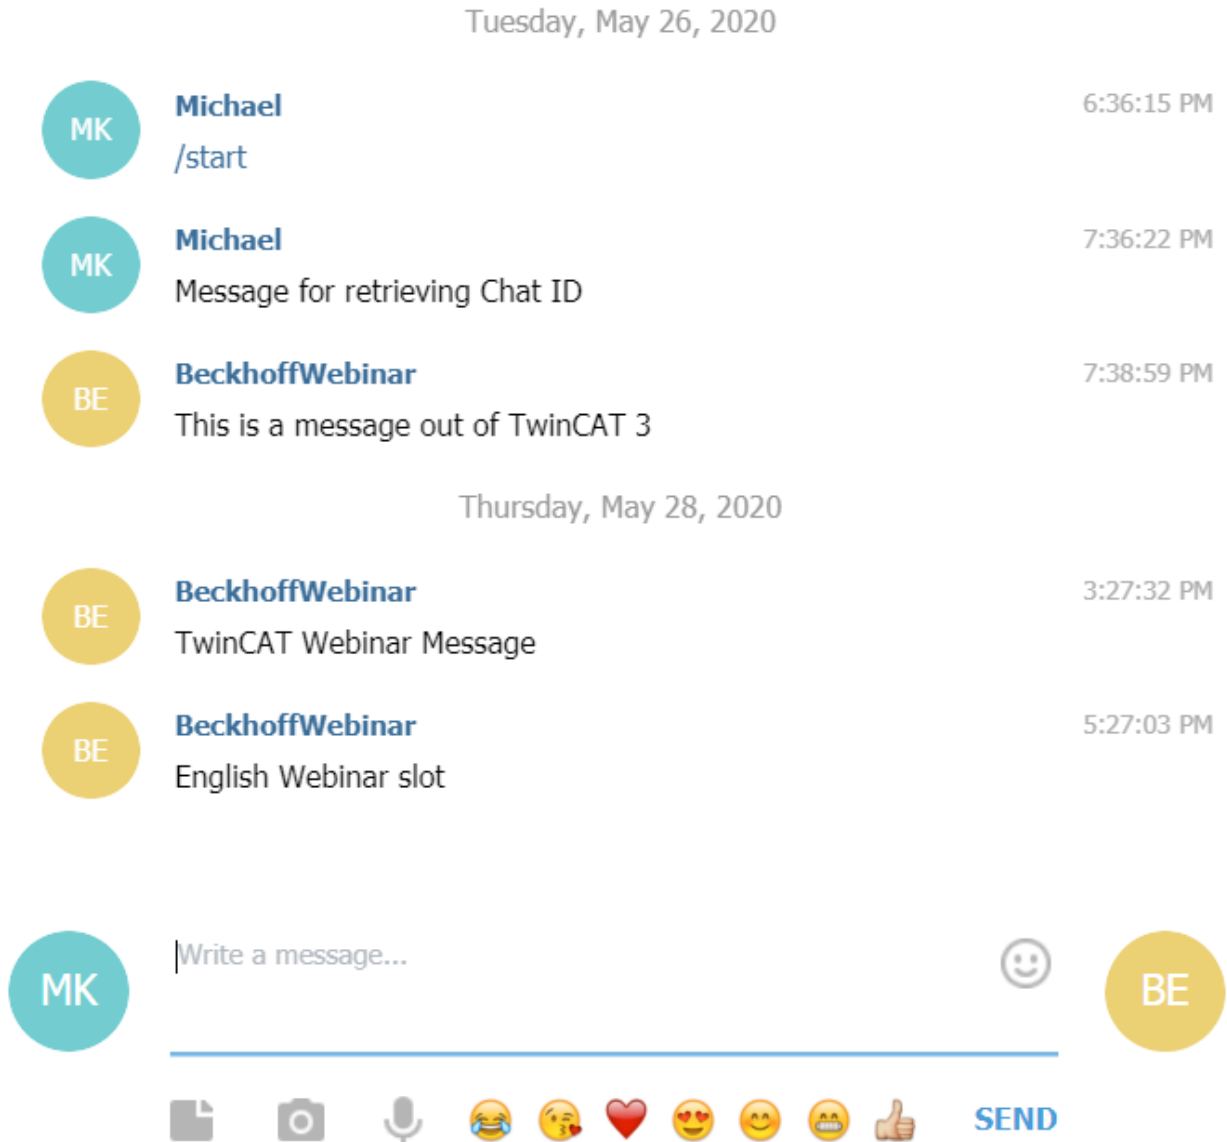 Tuesday, May 26, 2020
MK
Michael
6:36:15 PM
/start
MK
Michael
7:36:22 PM
Message for retrieving Chat ID
BE
BeckhoffWebinar
7:38:59 PM
This is a message out of TwinCAT 3
Thursday, May 28, 2020
BE
BeckhoffWebinar
3:27:32 PM
TwinCAT Webinar Message
BE
BeckhoffWebinar
5:27:03 PM
English Webinar slot
MK
Write a message...
BE
SEND